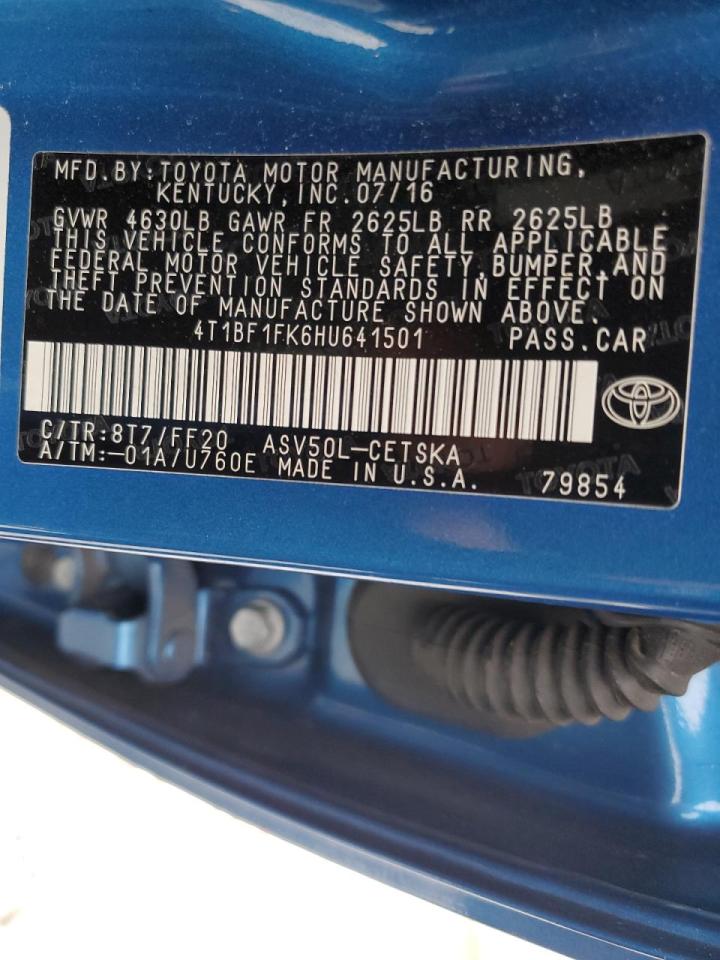 MFD.BY:TOYOTA MOTOR MANUFACTURING,
KENTUCKY,INC.07/16
GVWR 4630LB GAWR FR 2625LB RR 2625LB
THIS VEHICLE CONFORMS TO ALL APPLICABLE
FEDERAL MOTOR VEHICLE SAFETY,BUMPER,AND
THEFT PREVENTION STANDARDS IN EFFECT ON
THE DATE OF MANUFACTURE SHOWN ABOVE.
4T1BF1FK6HU641501 PASS.CAR
C/TR:8T7/FF20 ASV50L-CETSKA
A/TM:-01A/U760E MADE IN U.S.A. 79854